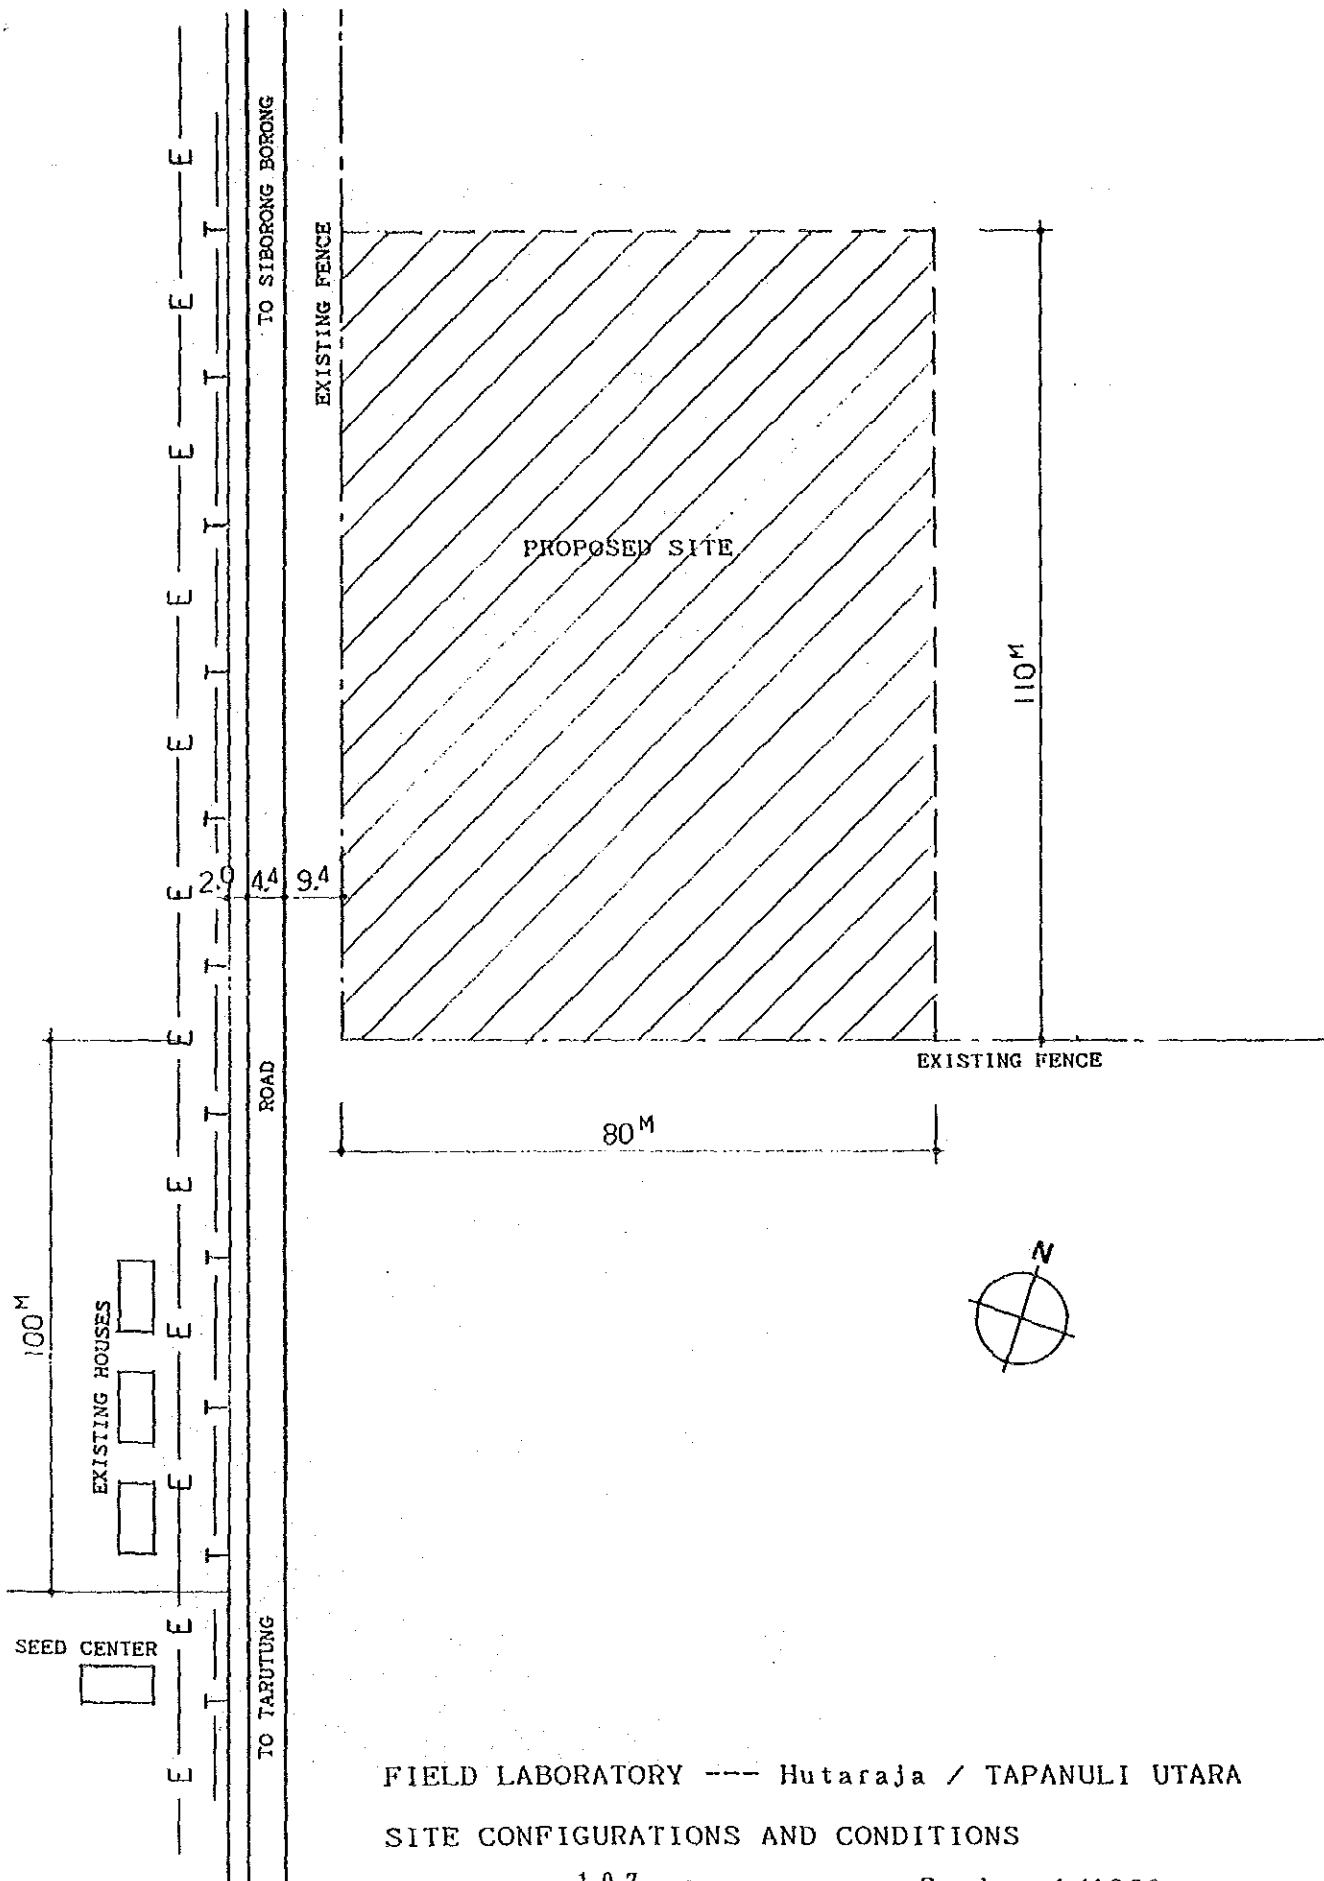 TO SIBORONG BORONG
EXISTING FENCE
E
E
E
E
E
E
E
E
E
E
E
E
T
T
T
T
T
T
T
T
T
T
T
PROPOSED SITE
110M
2.0 4.4 9.4
EXISTING FENCE
ROAD
80M
N
100M
EXISTING HOUSES
SEED CENTER
TO TARUTUNG
FIELD LABORATORY --- Hutaraja / TAPANULI UTARA
SITE CONFIGURATIONS AND CONDITIONS
107